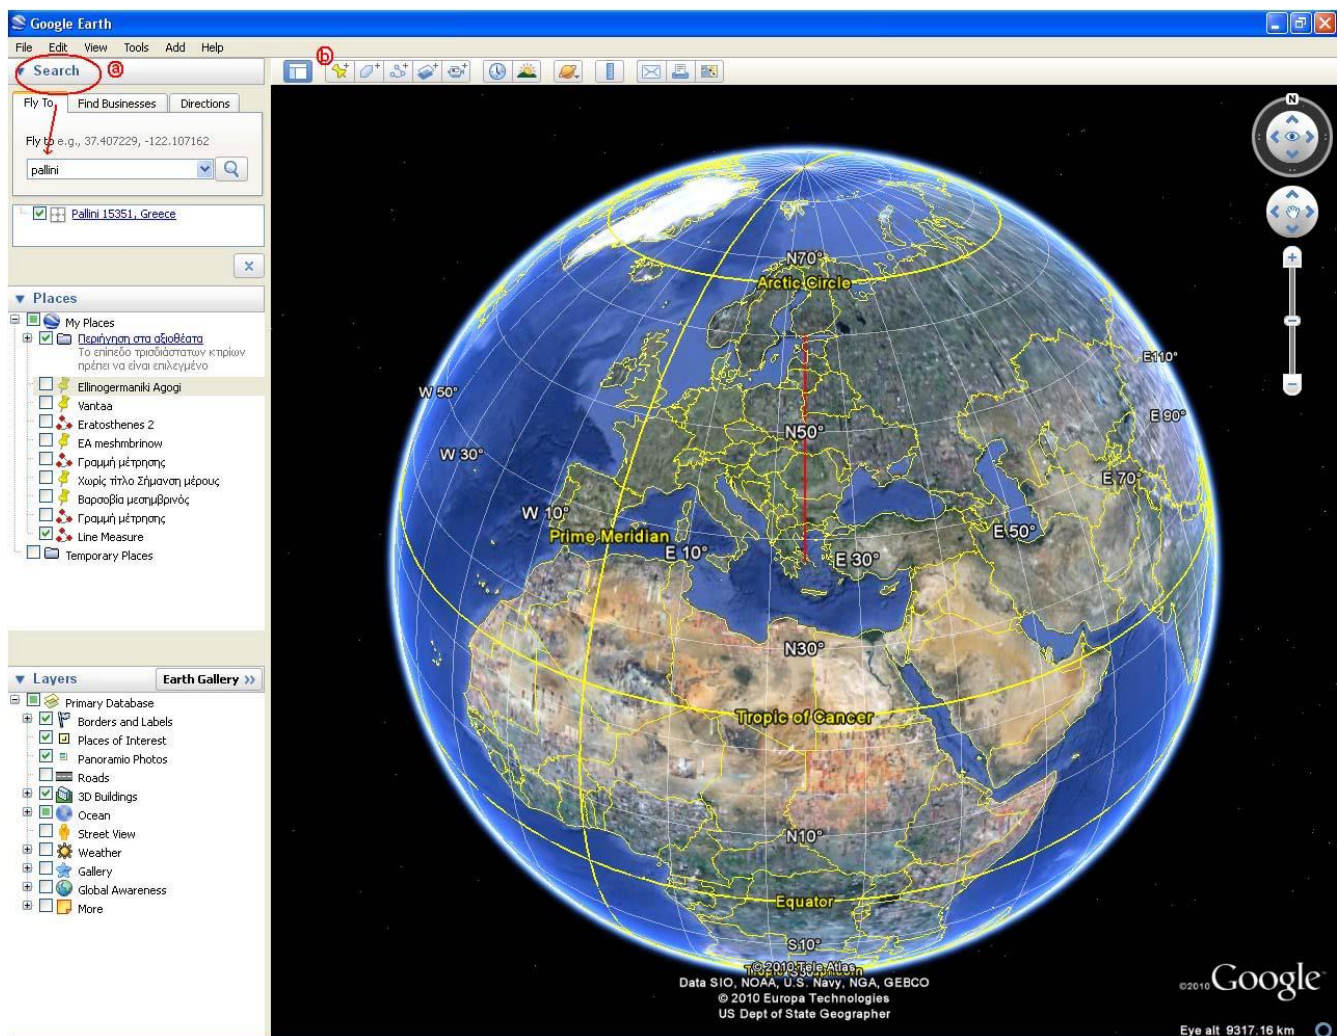 Google Earth
File Edit View Tools Add Help
Search ⓐ
ⓑ
Fly To Find Businesses Directions
Fly to e.g., 37.407229, -122.107162
pallini
Pallini 15351, Greece
Places
My Places
Περιήγηση στα αξιοθέατα
Το επίπεδο τρισδιάστατων κτιρίων
πρέπει να είναι επιλεγμένο
Ellinogermaniki Agogi
Vantaa
Eratosthenes 2
EA meshmbrinow
Γραμμή μέτρησης
Χωρίς τίτλο Σήμανση μέρους
Βαρσοβία μεσημβρινός
Γραμμή μέτρησης
Line Measure
Temporary Places
Layers Earth Gallery »
Primary Database
Borders and Labels
Places of Interest
Panoramio Photos
Roads
3D Buildings
Ocean
Street View
Weather
Gallery
Global Awareness
More
N
N70°
Arctic Circle
E110°
W 50°
E 90°
N50°
W 30°
E 70°
W 10°
E 50°
Prime Meridian
E 10°
E 30°
N30°
Tropic of Cancer
N10°
Equator
S10°
© 2010 Tele Atlas
Data SIO, NOAA, U.S. Navy, NGA, GEBCO
© 2010 Europa Technologies
US Dept of State Geographer
©2010 Google
Eye alt 9317.16 km